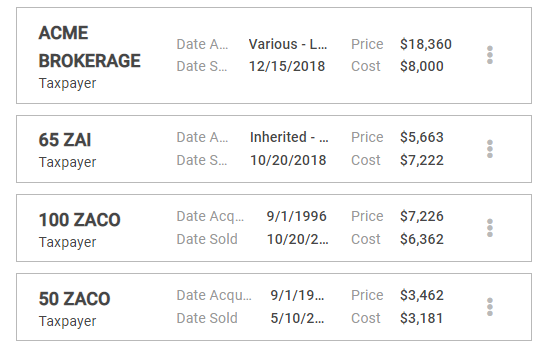 ACME BROKERAGE
Taxpayer
Date A... Various - L... Price $18,360
Date S... 12/15/2018 Cost $8,000
65 ZAI
Taxpayer
Date A... Inherited - ... Price $5,663
Date S... 10/20/2018 Cost $7,222
100 ZACO
Taxpayer
Date Acq... 9/1/1996 Price $7,226
Date Sold 10/20/2... Cost $6,362
50 ZACO
Taxpayer
Date Acqu... 9/1/19... Price $3,462
Date Sold 5/10/2... Cost $3,181